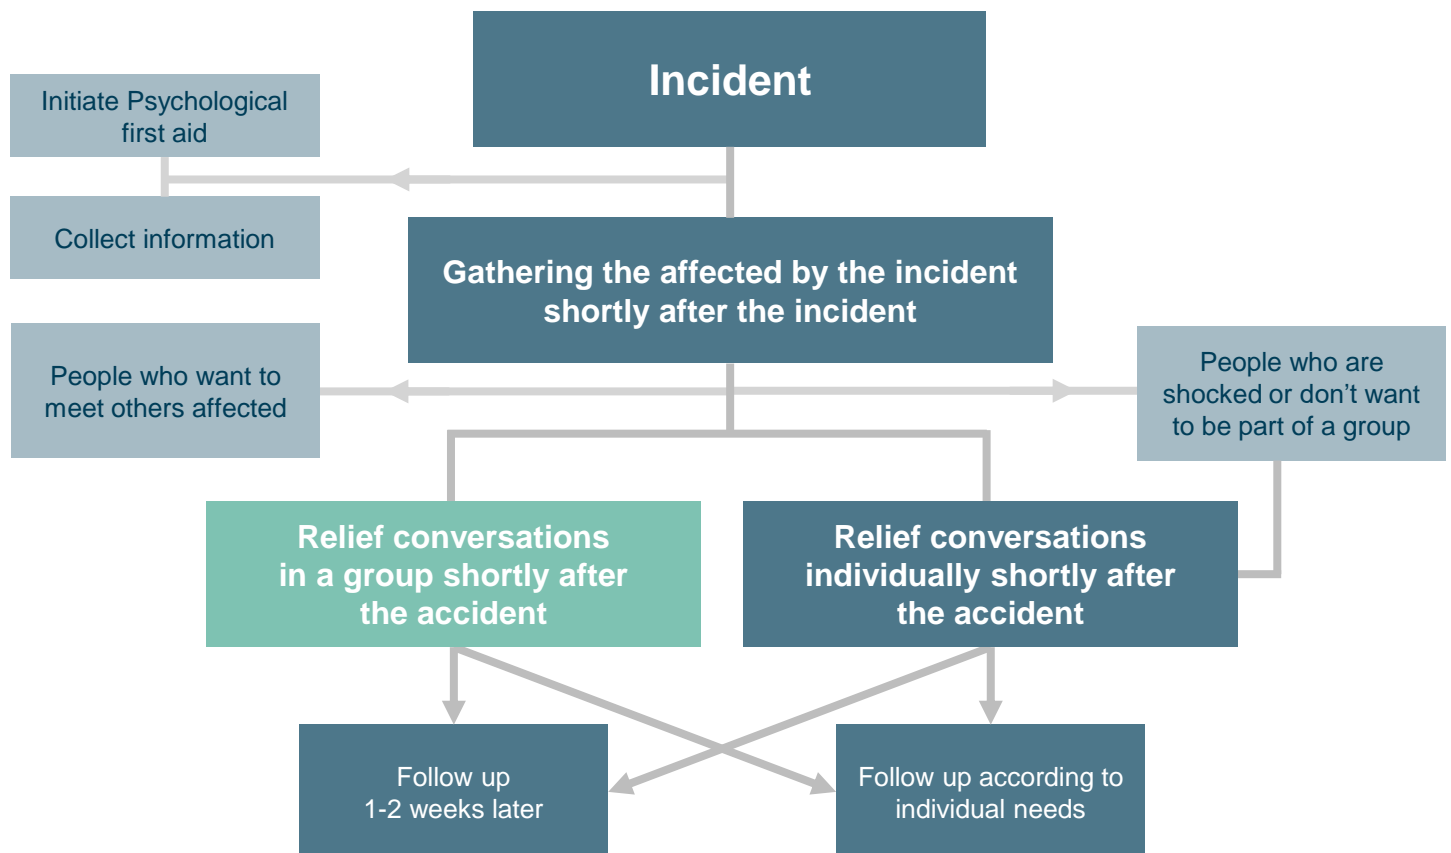 Incident
Initiate Psychological
first aid
Collect information
Gathering the affected by the incident
shortly after the incident
People who want to
meet others affected
People who are
shocked or don’t want
to be part of a group
Relief conversations
in a group shortly after
the accident
Relief conversations
individually shortly after
the accident
Follow up
1-2 weeks later
Follow up according to
individual needs